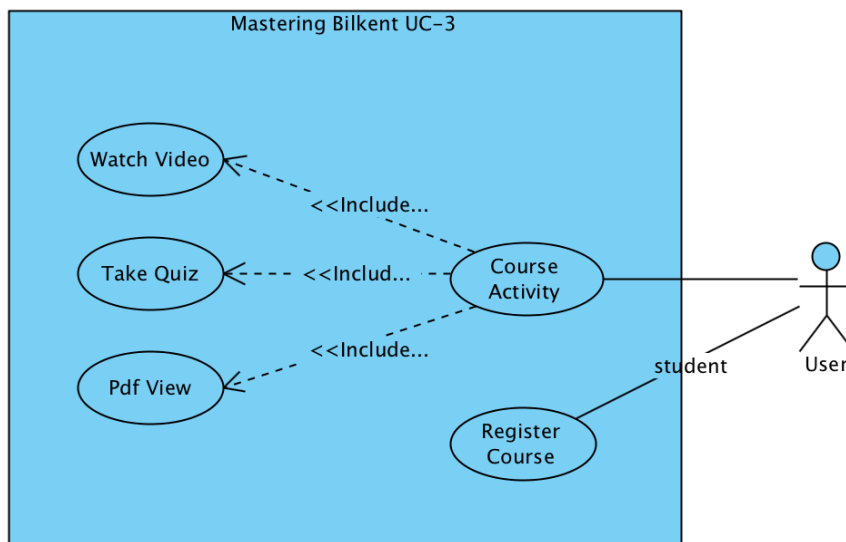 Mastering Bilkent UC-3
Watch Video
<<Include...
Take Quiz
<<Includ...
Course
Activity
<<Include...
Pdf View
student
User
Register
Course